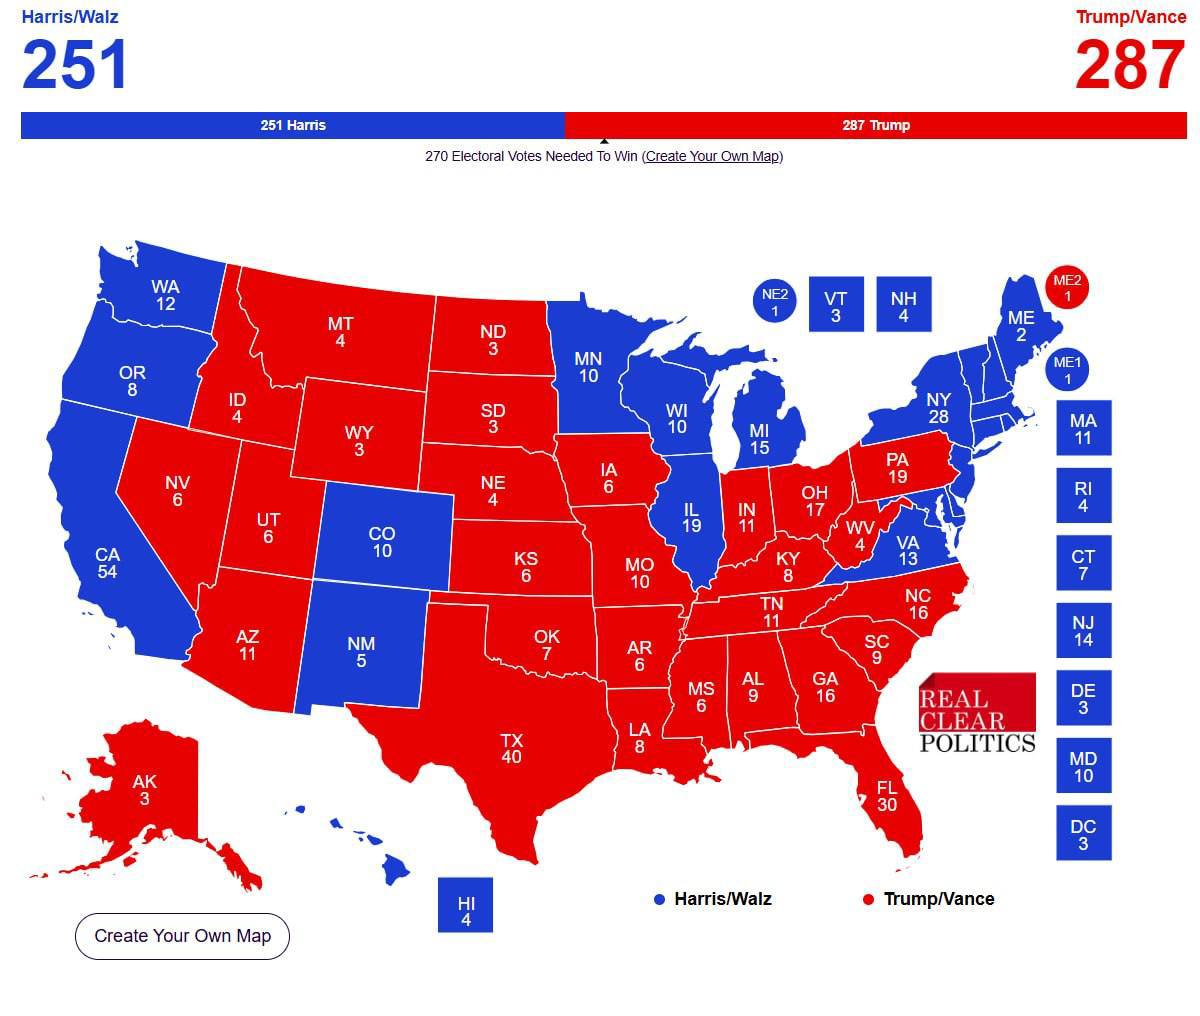 Harris/Walz
Trump/Vance
251
287
251 Harris
287 Trump
270 Electoral Votes Needed To Win (Create Your Own Map)
WA
12
OR
8
CA
54
NV
6
ID
4
MT
4
WY
3
UT
6
AZ
11
CO
10
NM
5
ND
3
SD
3
NE
4
KS
6
OK
7
TX
40
MN
10
IA
6
MO
10
AR
6
LA
8
WI
10
IL
19
MI
15
IN
11
OH
17
KY
8
TN
11
MS
6
AL
9
GA
16
FL
30
SC
9
NC
16
VA
13
WV
4
PA
19
NY
28
ME
2
NE2
1
VT
3
NH
4
ME2
1
ME1
1
MA
11
RI
4
CT
7
NJ
14
DE
3
MD
10
DC
3
AK
3
HI
4
REAL
CLEAR
POLITICS
Harris/Walz
Trump/Vance
Create Your Own Map